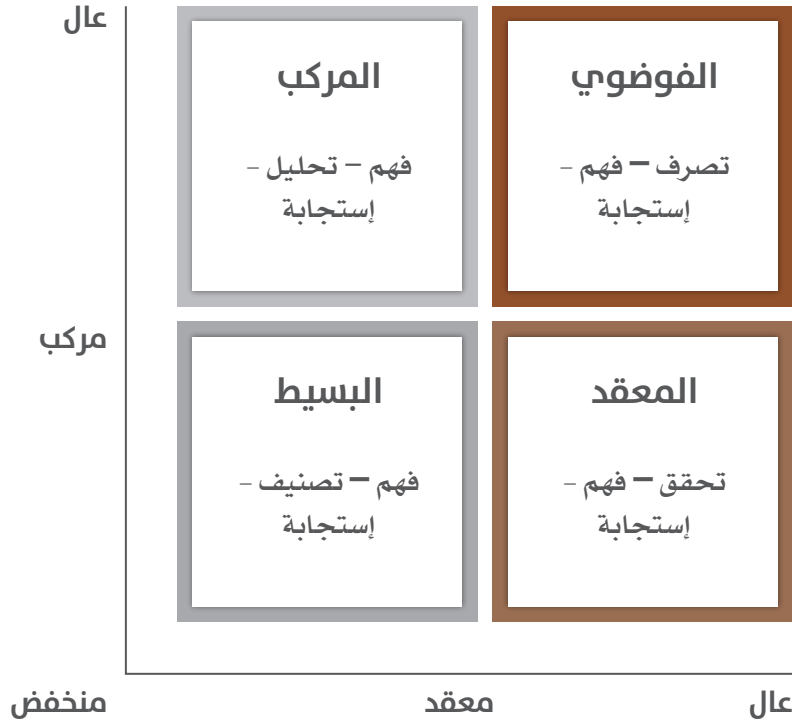 عال
الفوضوي
تصرف – فهم –
إستجابة
المركب
فهم – تحليل –
إستجابة
مركب
المعقد
تحقق – فهم –
إستجابة
البسيط
فهم – تصنيف –
إستجابة
عال
معقد
منخفض